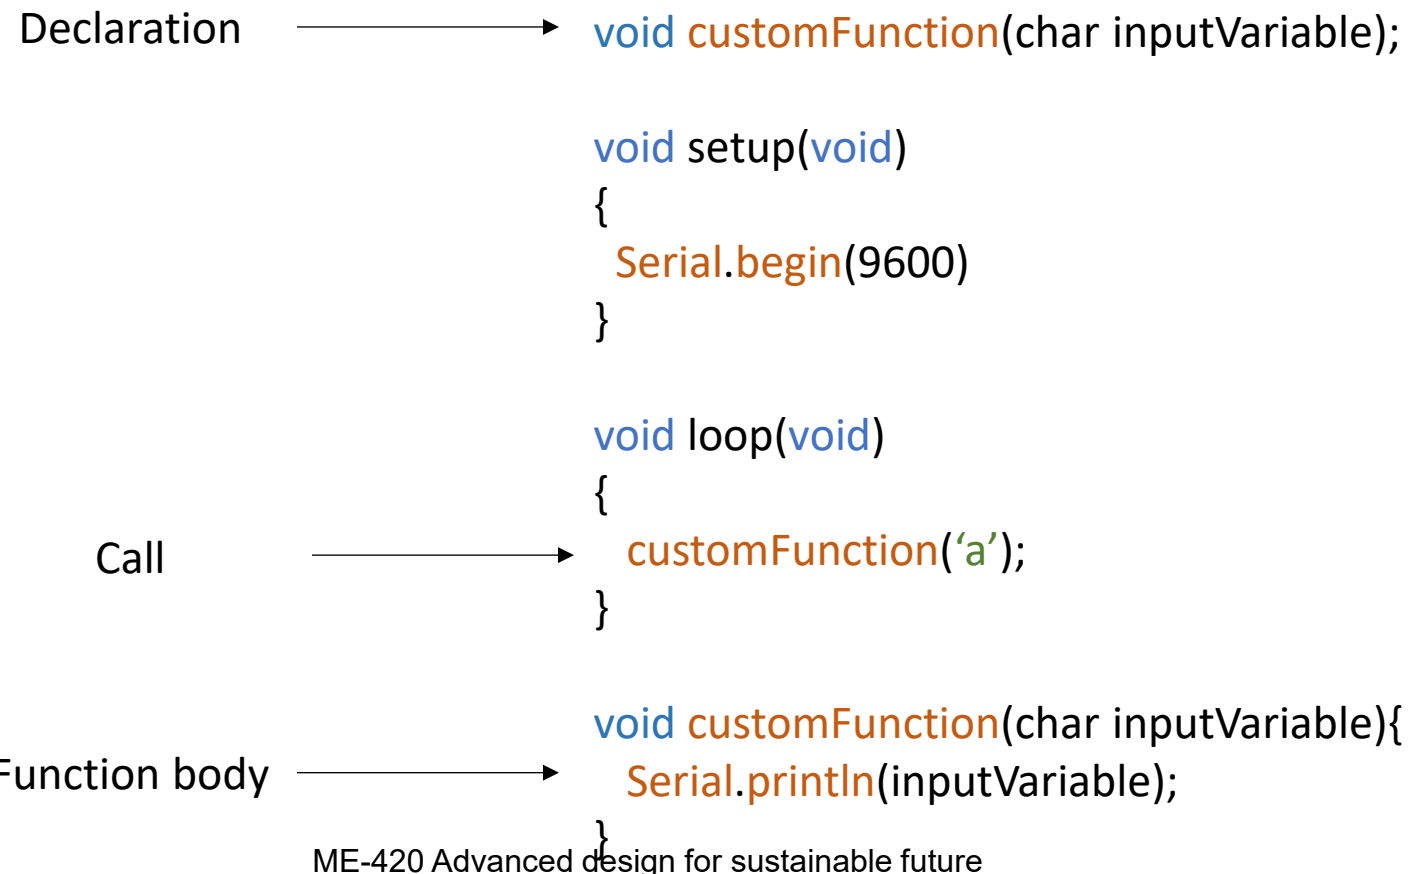 Declaration void customFunction(char inputVariable);
void setup(void)
{
Serial.begin(9600)
}
void loop(void)
{
Call customFunction(‘a’);
}
void customFunction(char inputVariable){
Function body Serial.println(inputVariable);
}
ME-420 Advanced design for sustainable future